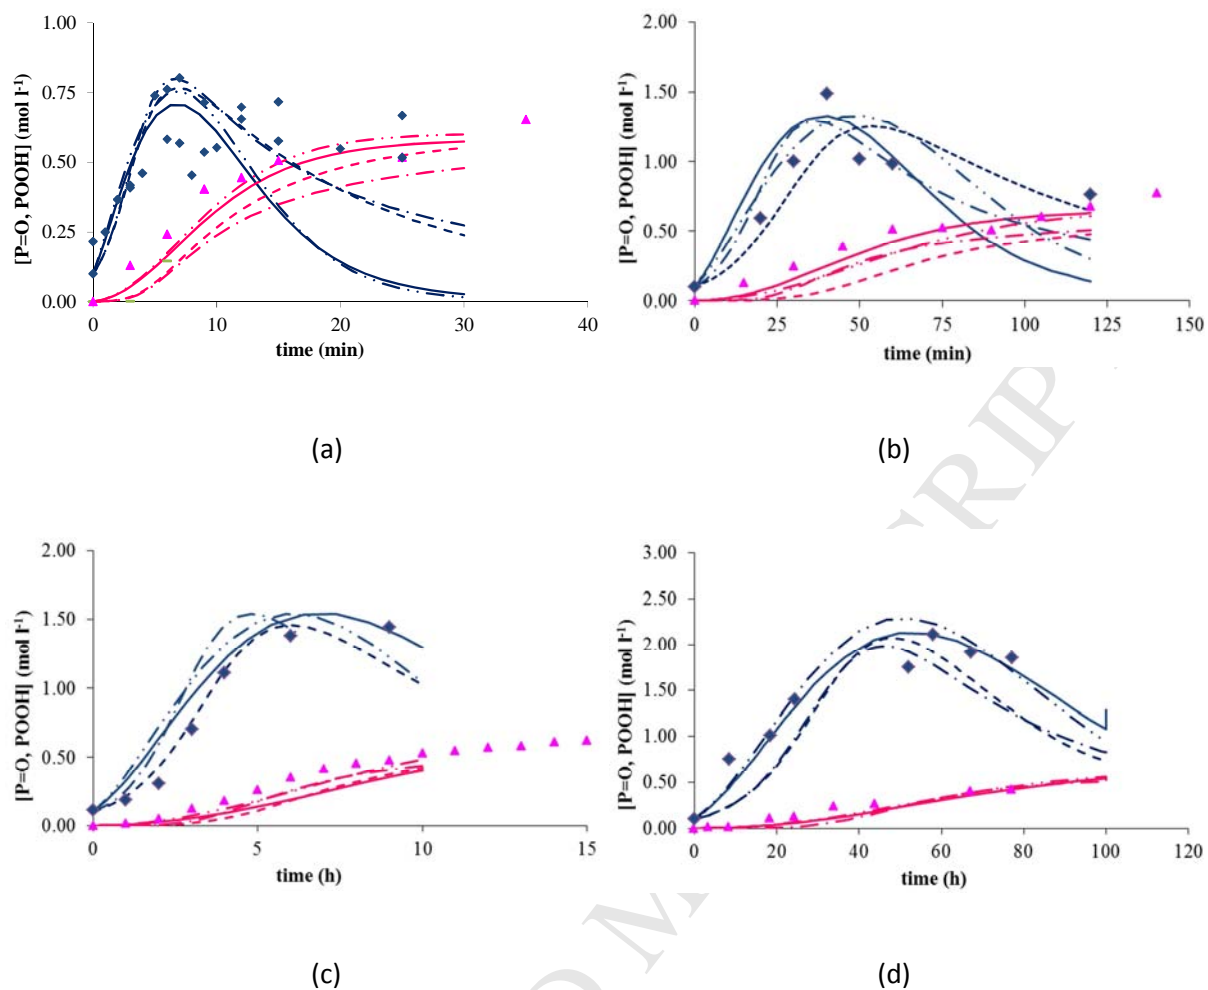 1.00
0.75
0.50
0.25
0.00
[P=O, POOH] (mol l-1)
0 10 20 30 40
time (min)
(a)
2.00
1.50
1.00
0.50
0.00
[P=O, POOH] (mol l-1)
0 25 50 75 100 125 150
time (min)
(b)
2.00
1.50
1.00
0.50
0.00
[P=O, POOH] (mol l-1)
0 5 10 15
time (h)
(c)
3.00
2.50
2.00
1.50
1.00
0.50
0.00
[P=O, POOH] (mol l-1)
0 20 40 60 80 100 120
time (h)
(d)